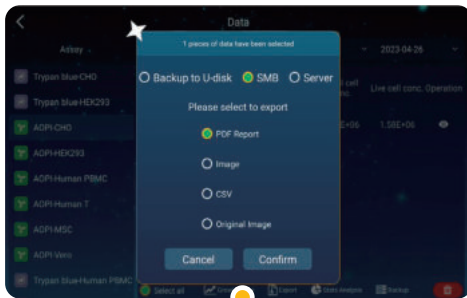 Data
Assay
2023-04-26
1 pieces of data have been selected
Backup to U-disk SMB Server
Please select to export
PDF Report
Image
CSV
Original Image
Cancel Confirm
Trypan blue-CHO
Trypan blue-HEK293
AOPI-CHO
AOPI-HEK293
AOPI-Human PBMC
AOPI-Human T
AOPI-MSC
AOPI-Vero
Trypan blue-Human PBMC
cell Live cell conc. Operation
E+06 1.58E+06
Select all Export Data Analysis Backup